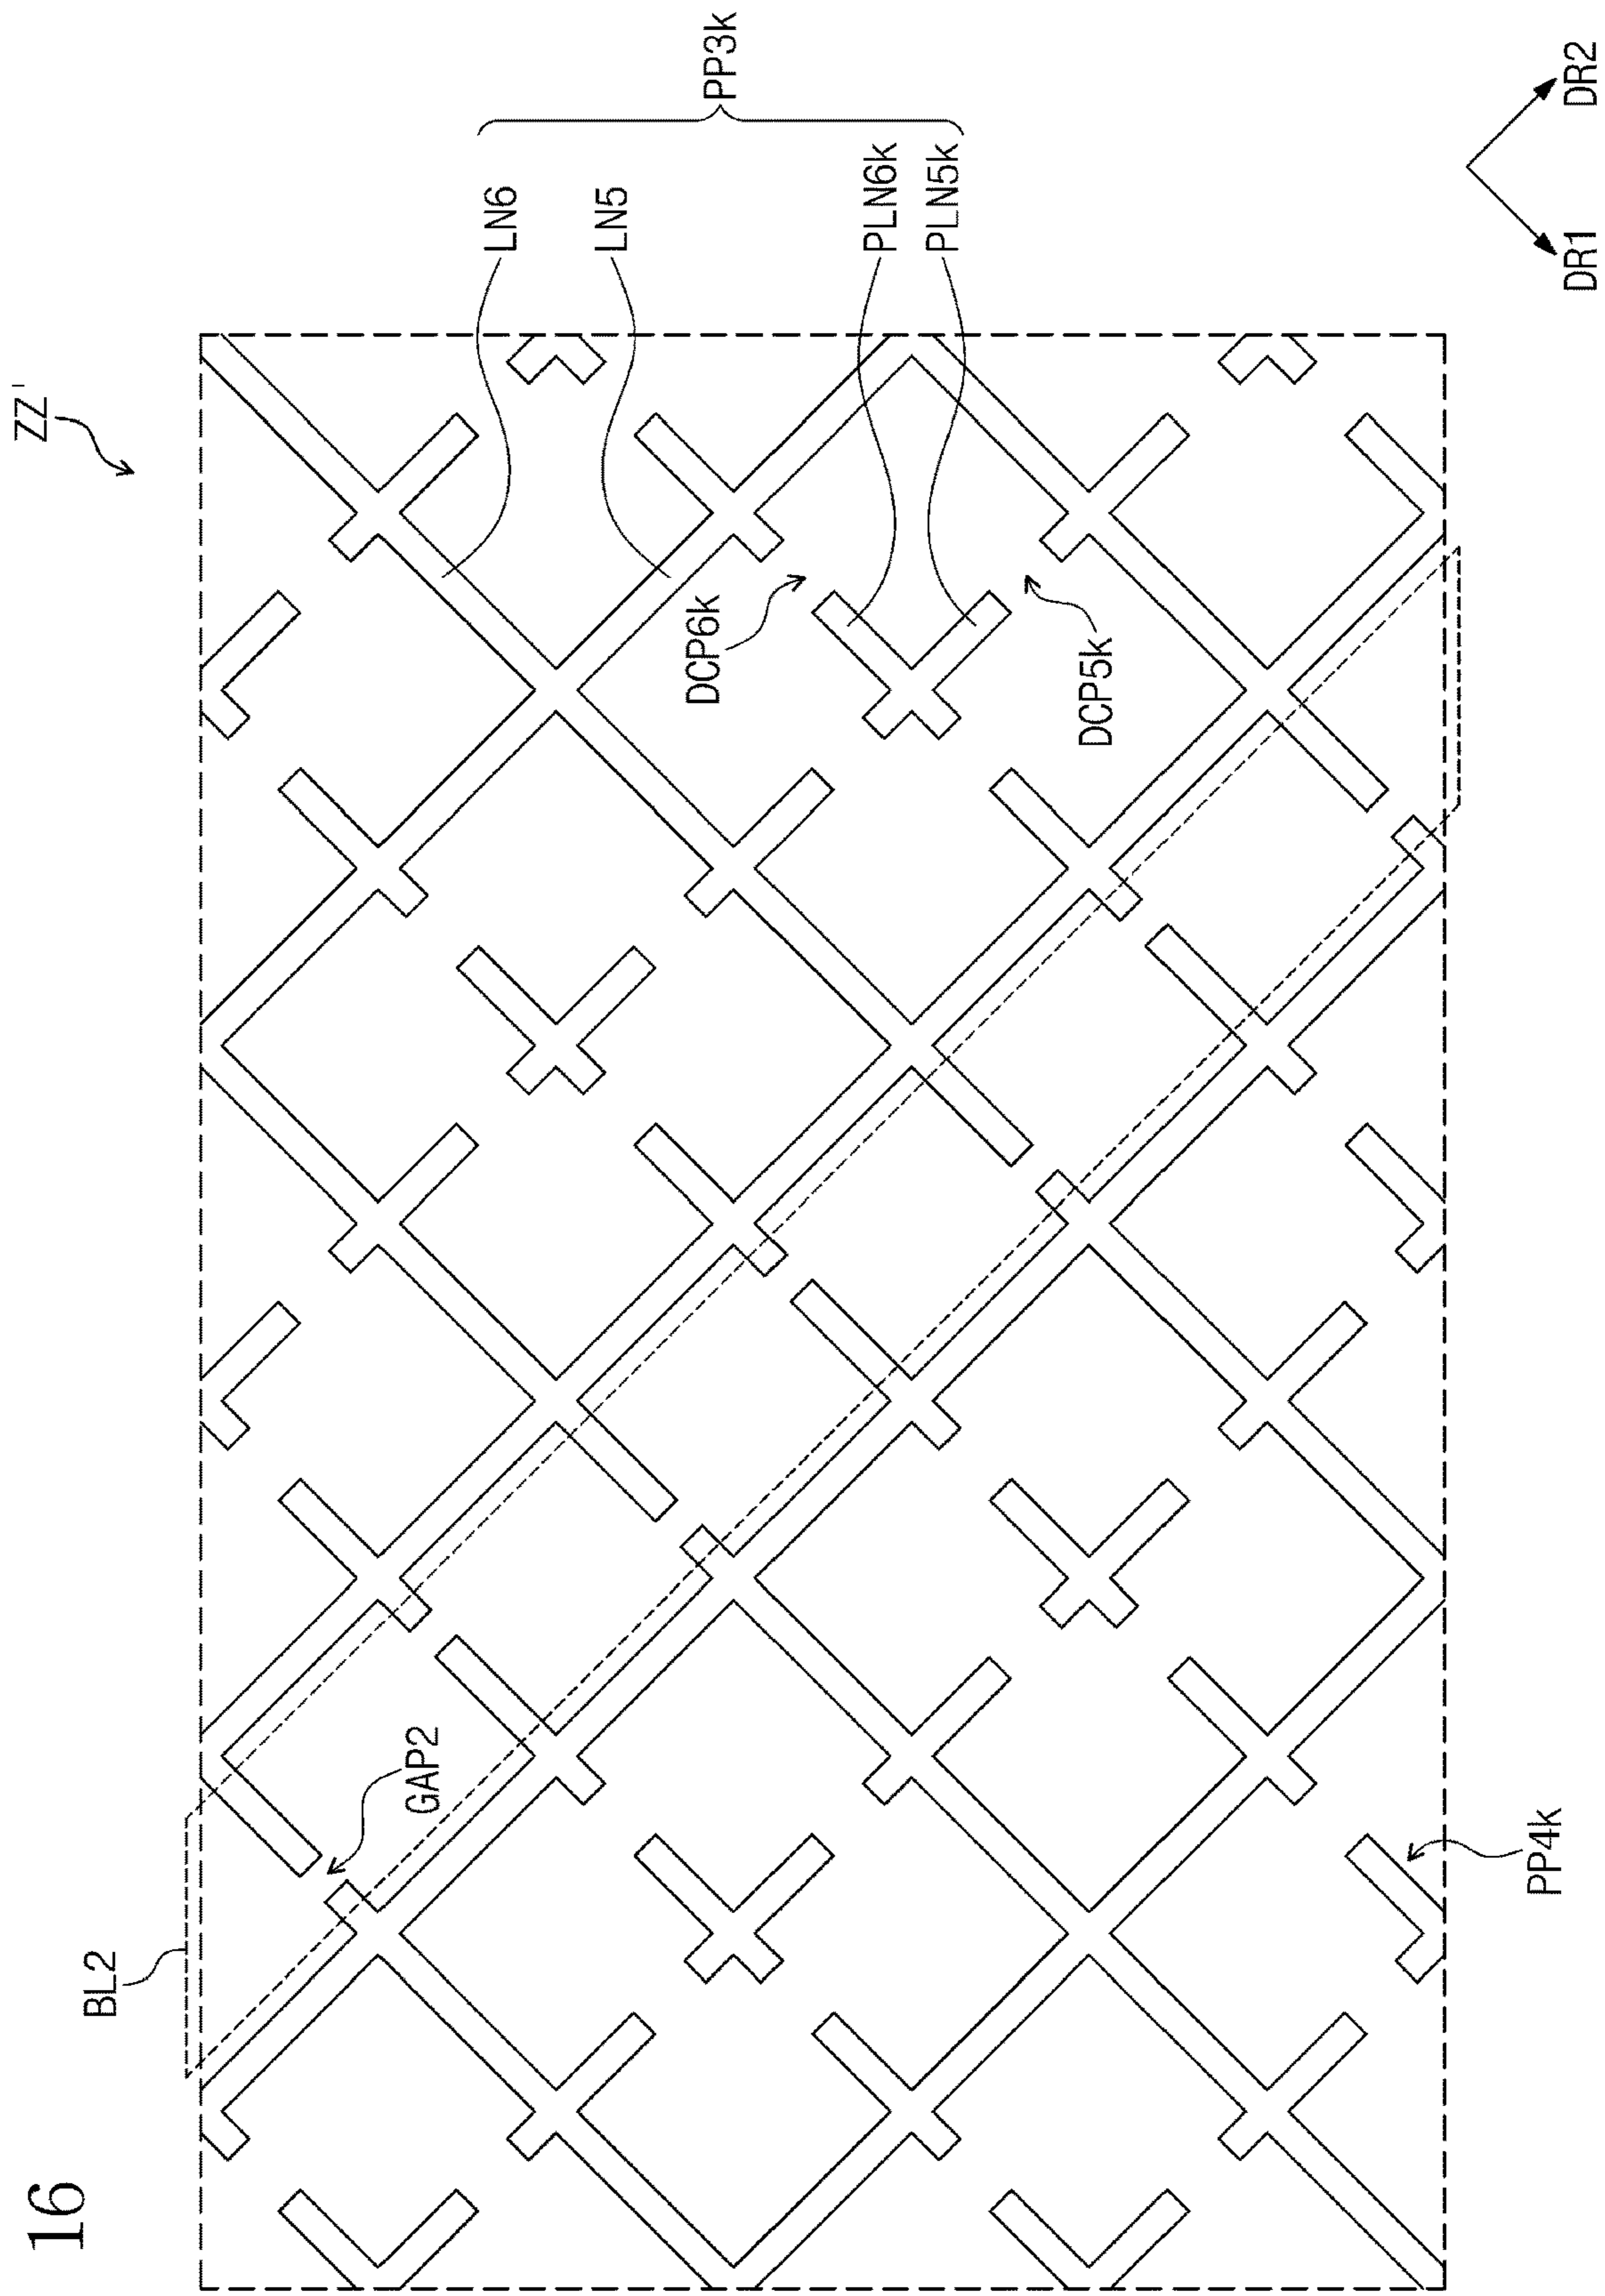 16
ZZ'
BL2
GAP2
DCP6k
DCP5k
LN6
LN5
PLN6k
PLN5k
PP3k
PP4k
DR1
DR2